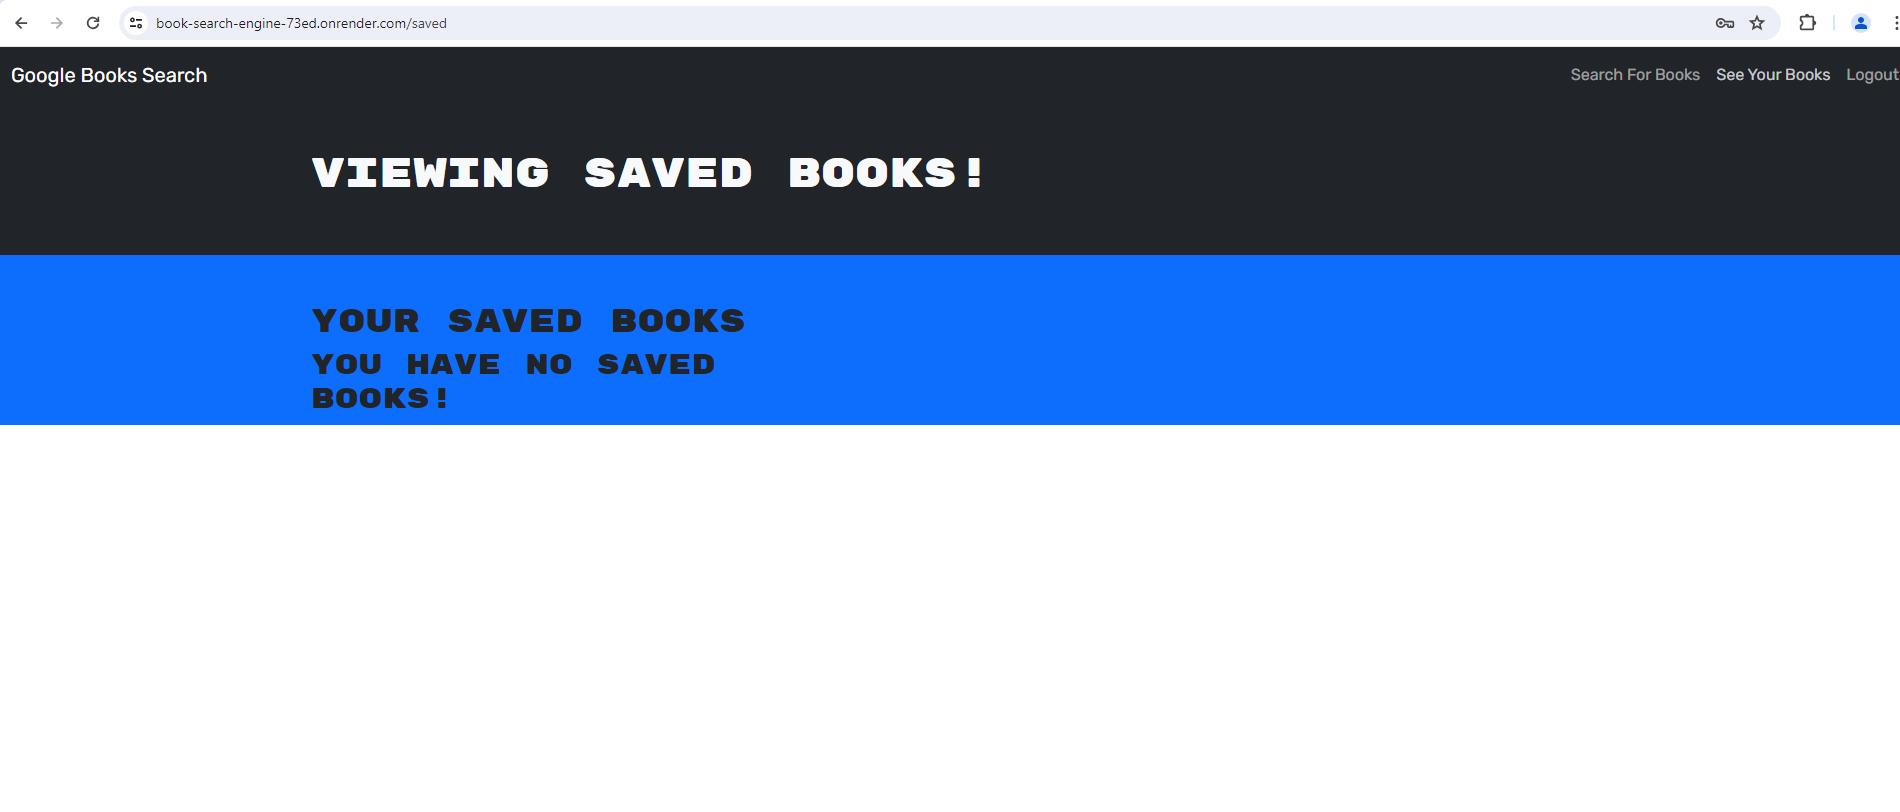 book-search-engine-73ed.onrender.com/saved
Google Books Search
Search For Books See Your Books Logout
VIEWING SAVED BOOKS!
YOUR SAVED BOOKS
YOU HAVE NO SAVED
BOOKS!